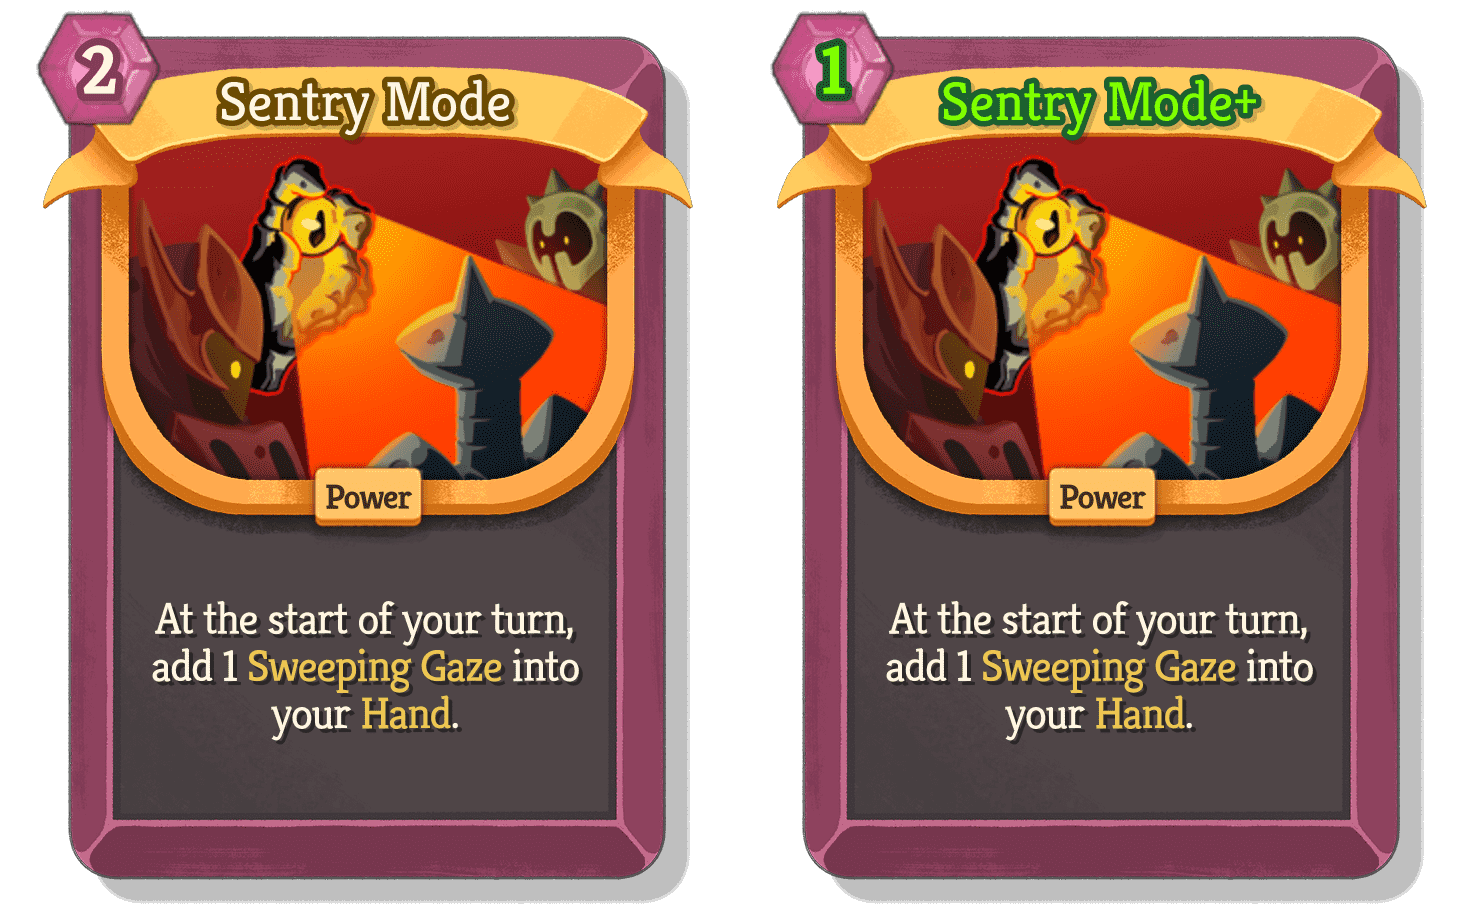 2
Sentry Mode
Power
At the start of your turn,
add 1 Sweeping Gaze into
your Hand.
1
Sentry Mode+
Power
At the start of your turn,
add 1 Sweeping Gaze into
your Hand.